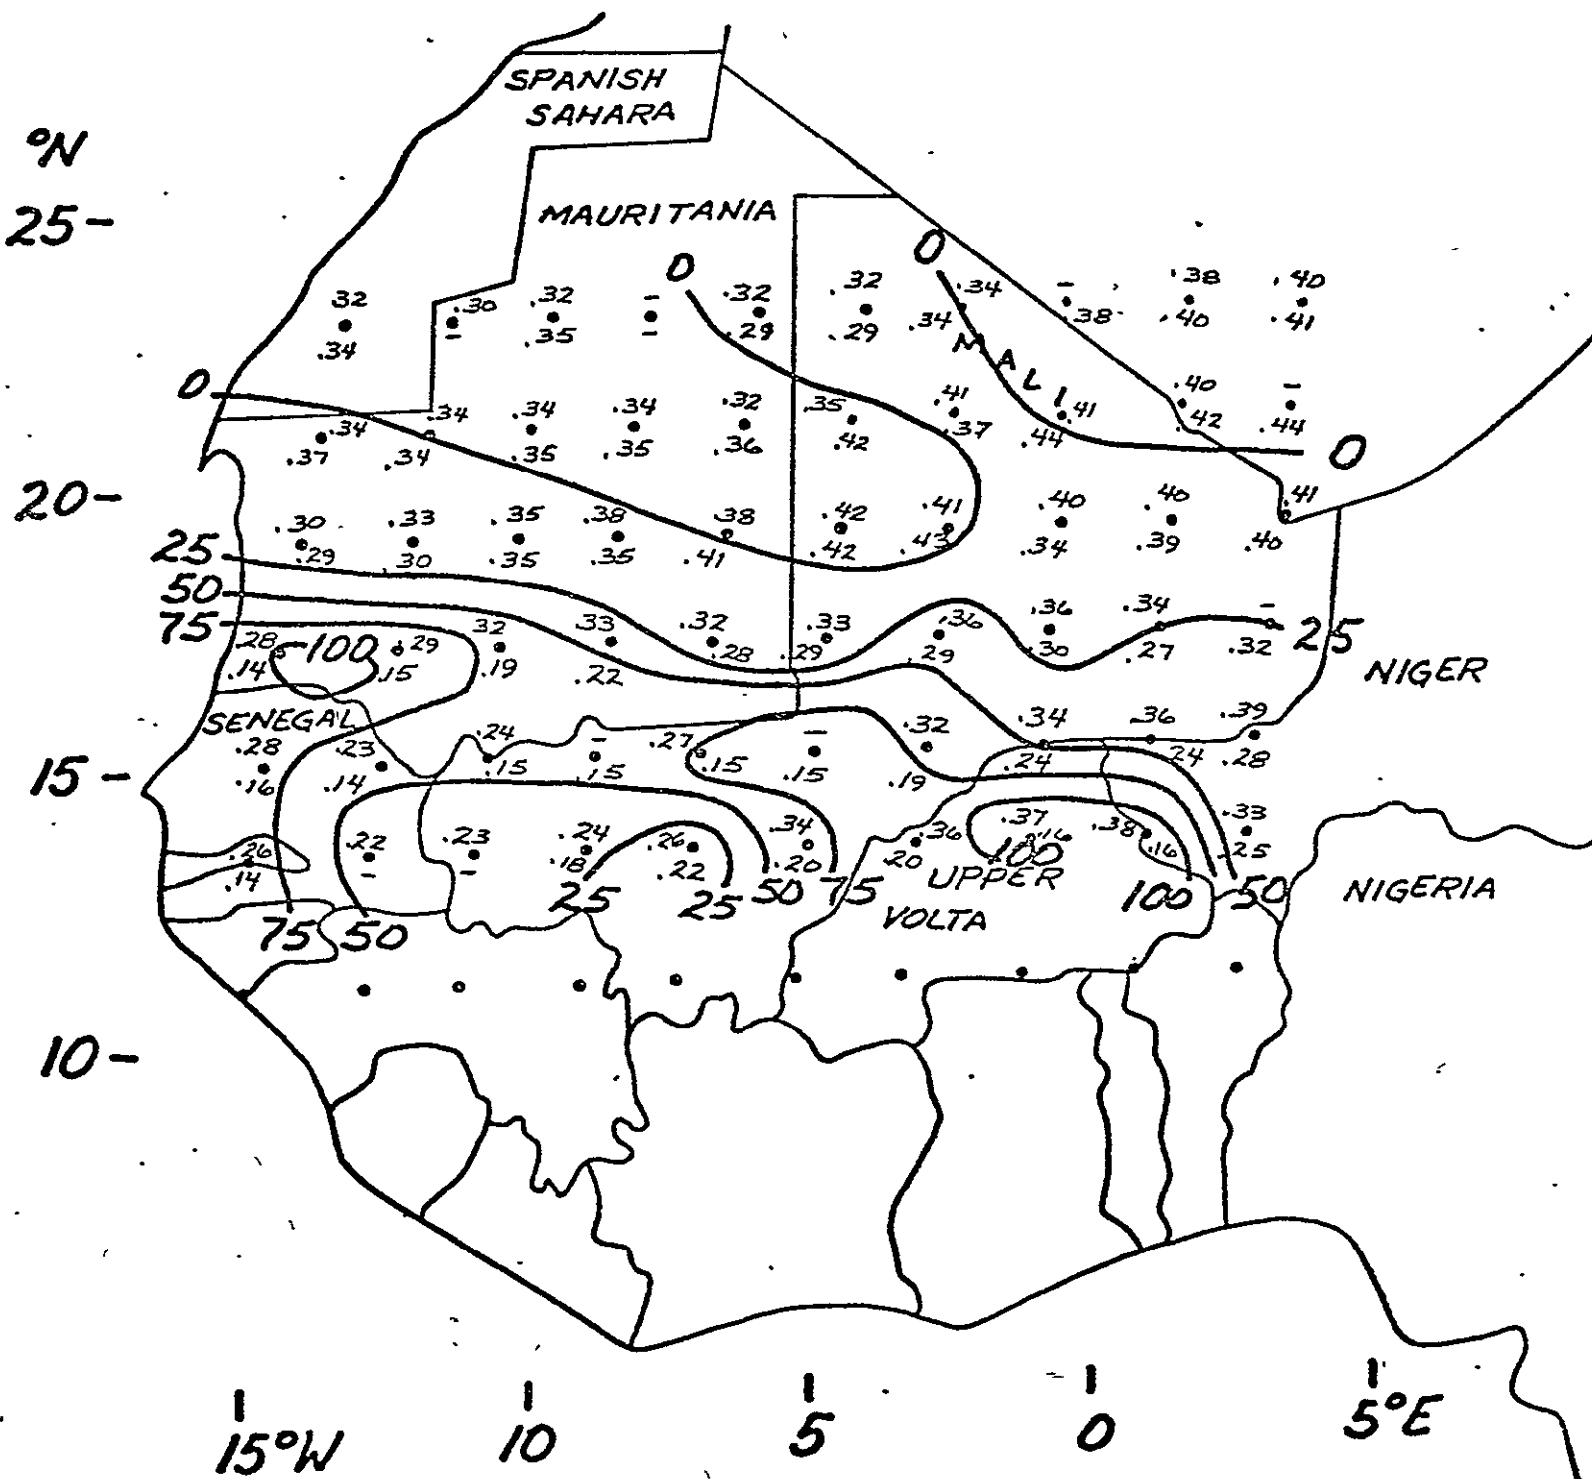 SPANISH
SAHARA
°N
25-
MAURITANIA
0
0
.38 .40
32 .30 .32 - .32 .32 .34 -
.34 - .35 - .29 .29 .34 .38 .40 .41
MALI
0
.40 -
.34 .34 .34 .34 .32 .35 .41 .41 .42 .44
.37 .34 .35 .35 .36 .42 .37 .44
0
20-
.30 .33 .35 .38 .38 .42 .41 .40 .40 .41
.29 .30 .35 .35 .41 .42 .43 .34 .39 .40
25
50
75
.28 -100 .29 32 .33 .32 .33 .36 .36 .34 -
.14 .15 .19 .22 .28 .29 .29 .30 .27 .32 25
NIGER
SENEGAL
.28 .23 .24 - .27 - .32 .34 .36 .39
.16 .14 .15 .15 .15 .15 .19 .24 .24 .28
15-
.26 .22 .23 .24 .26 .34 .36 .37 .38 .33
.14 - - .18 .22 .20 .20 .16 .16 .25
100
UPPER
VOLTA
NIGERIA
75 50 25 25 50 75 100 50
10-
15°W 10 5 0 5°E